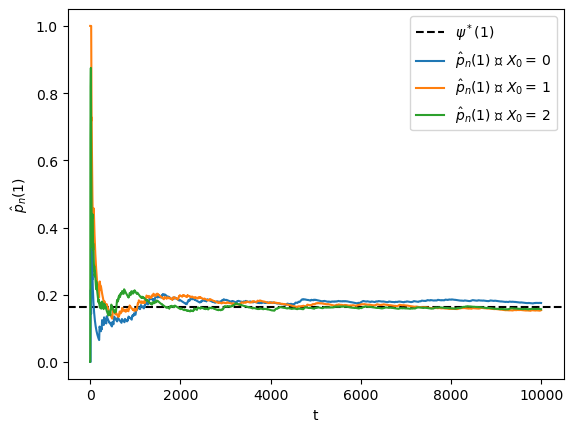 ψ*(1)
p̂ₙ(1) X₀ = 0
p̂ₙ(1) X₀ = 1
p̂ₙ(1) X₀ = 2
p̂ₙ(1)
1.0
0.8
0.6
0.4
0.2
0.0
0 2000 4000 6000 8000 10000
t